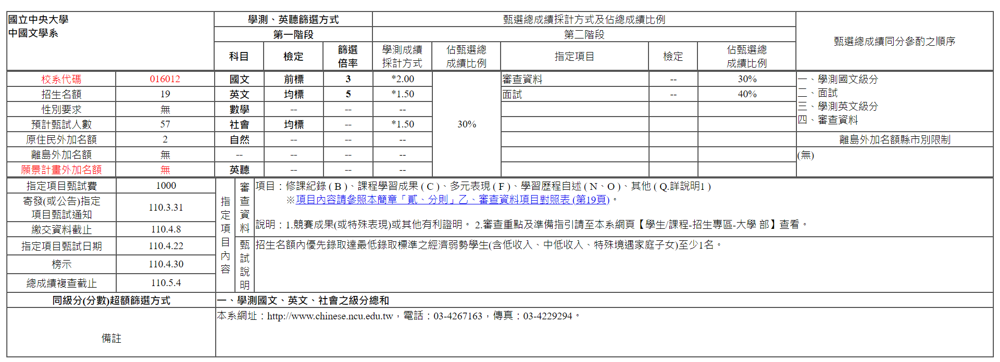 國立中央大學
中國文學系
學測、英聽篩選方式
甄選總成績採計方式及佔總成績比例
甄選總成績同分參酌之順序
第一階段
第二階段
科目 檢定 篩選倍率 學測成績採計方式 佔甄選總成績比例 指定項目 檢定 佔甄選總成績比例
校系代碼 016012 國文 前標 3 *2.00 30% 審查資料 -- 30%
招生名額 19 英文 均標 5 *1.50 面試 -- 40%
性別要求 無 數學 -- -- --
預計甄試人數 57 社會 均標 -- *1.50
原住民外加名額 2 自然 -- -- --
離島外加名額 無 -- -- -- --
願景計畫外加名額 無 英聽 -- -- --
一、學測國文級分
二、面試
三、學測英文級分
四、審查資料
離島外加名額縣市別限制
(無)
指定項目甄試費 1000
寄發(或公告)指定
項目甄試通知 110.3.31
繳交資料截止 110.4.8
指定項目甄試日期 110.4.22
榜示 110.4.30
總成績複查截止 110.5.4
指定項目內容
審查資料
項目：修課紀錄 ( B )、課程學習成果 ( C )、多元表現 ( F )、學習歷程自述 ( N、O )、其他 ( Q.詳說明1 )
※項目內容請參照本簡章「貳、分則」乙、審查資料項目對照表 (第19頁)。
說明：1.競賽成果(或特殊表現)或其他有利證明。 2.審查重點及準備指引請至本系網頁【學生/課程-招生專區-大學 部】查看。
甄試說明
招生名額內優先錄取達最低錄取標準之經濟弱勢學生(含低收入、中低收入、特殊境遇家庭子女)至少1名。
同級分(分數)超額篩選方式 一、學測國文、英文、社會之級分總和
備註
本系網址：http://www.chinese.ncu.edu.tw，電話：03-4267163，傳真：03-4229294。